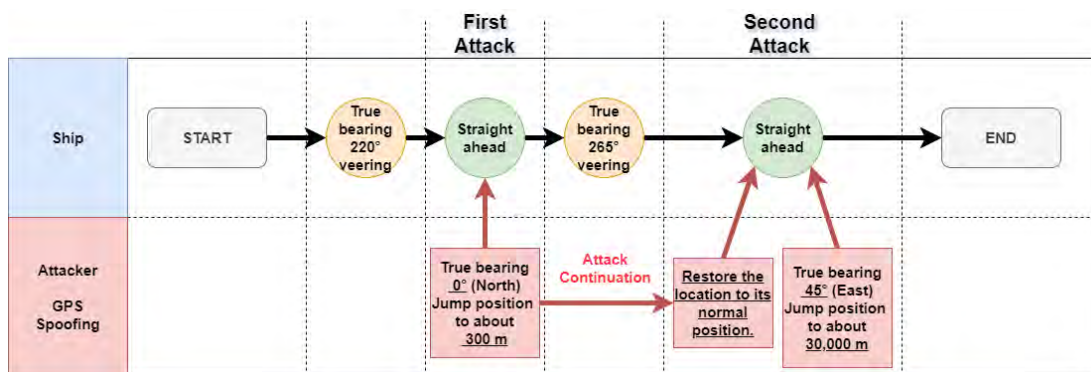 First
Attack
Second
Attack
Ship
START
True
bearing
220°
veering
Straight
ahead
True
bearing
265°
veering
Straight
ahead
END
Attacker
GPS
Spoofing
True bearing
0° (North)
Jump position
to about
300 m
Attack
Continuation
Restore the
location to its
normal
position.
True bearing
45° (East)
Jump position
to about
30,000 m